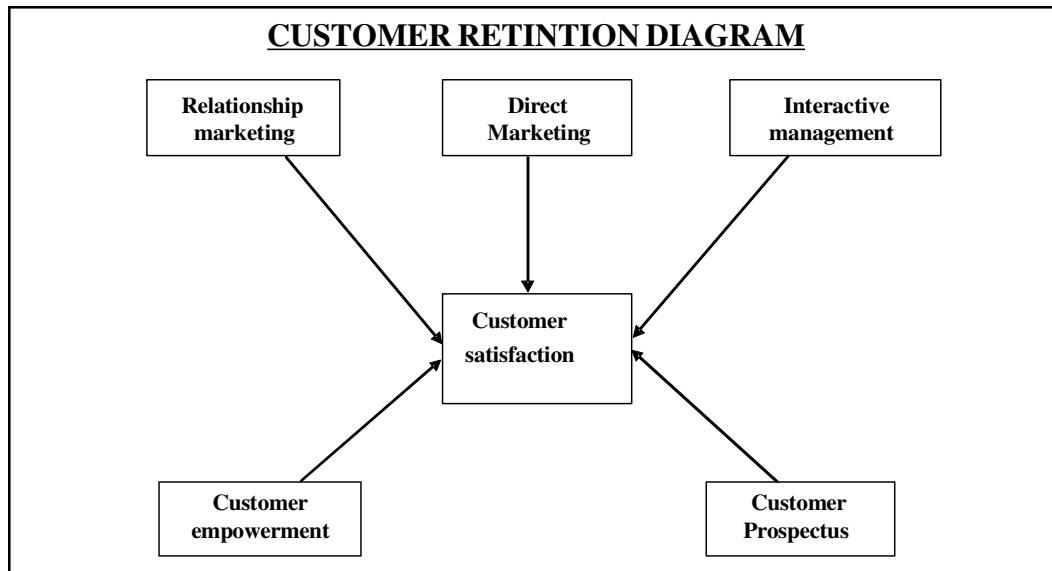 CUSTOMER RETINTION DIAGRAM
Relationship
marketing
Direct
Marketing
Interactive
management
Customer
satisfaction
Customer
empowerment
Customer
Prospectus